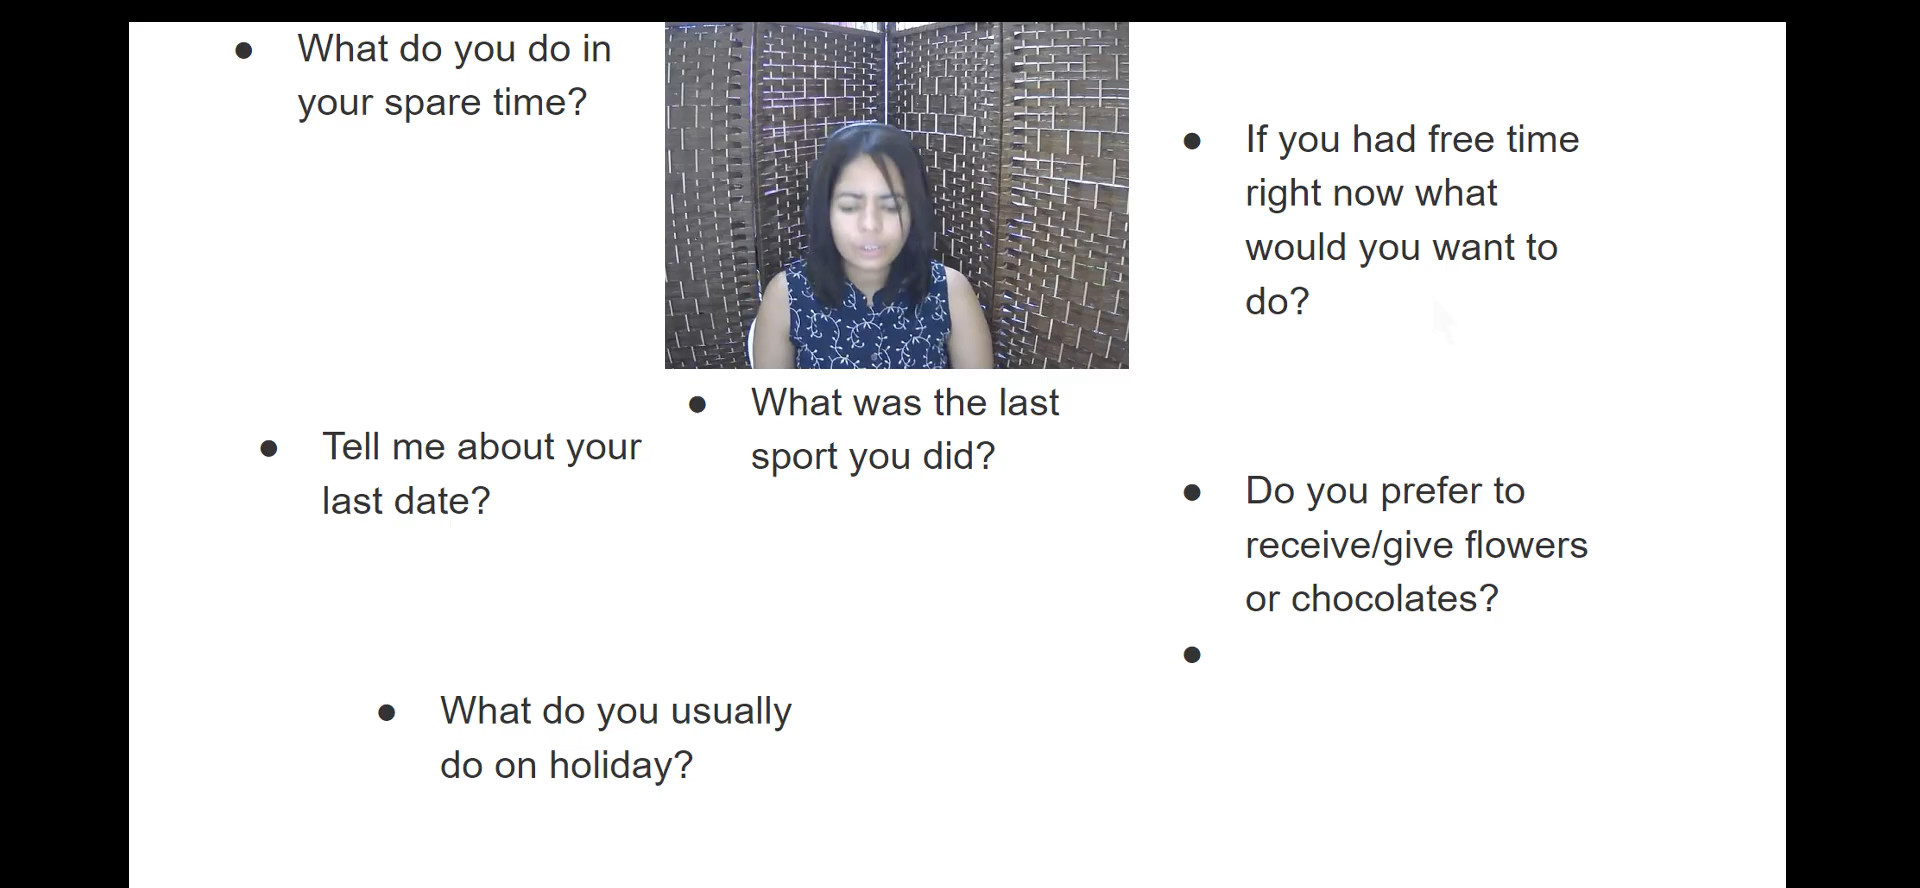 ● What do you do in
your spare time?
● If you had free time
right now what
would you want to
do?
● What was the last
sport you did?
● Tell me about your
last date?
● Do you prefer to
receive/give flowers
or chocolates?
●
● What do you usually
do on holiday?